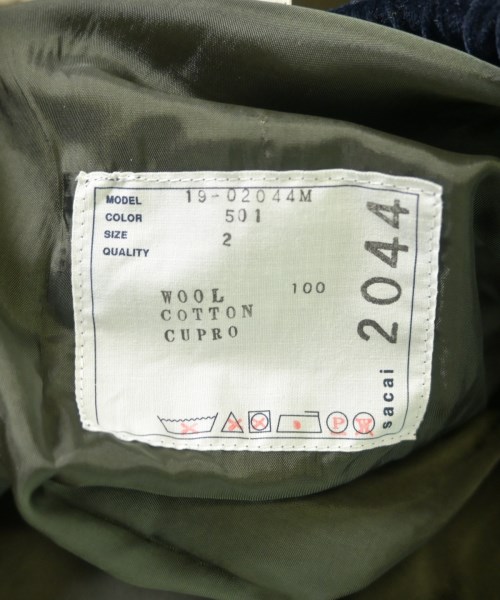 MODEL 19-02044M
COLOR 501
SIZE 2
QUALITY
WOOL 100
COTTON
CUPRO
P W
sacai 2044